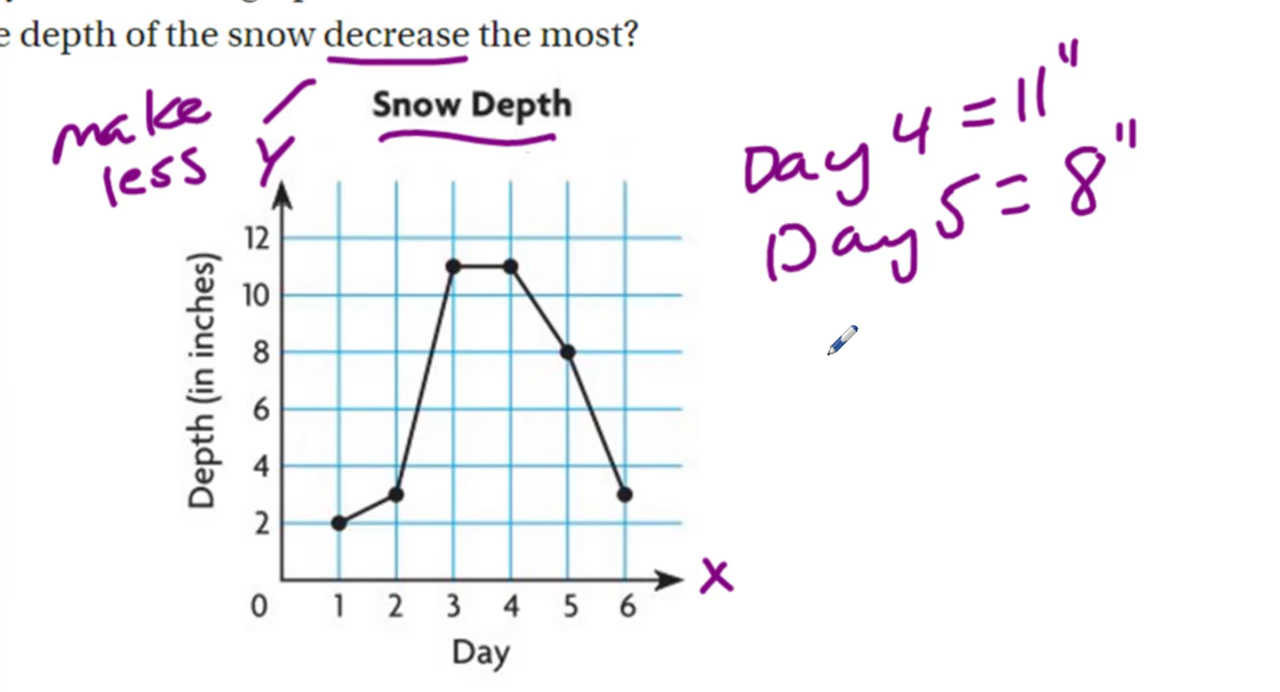 e depth of the snow decrease the most?
make
less
Y
Snow Depth
Day 4 = 11"
Day 5 = 8"
Depth (in inches)
12
10
8
6
4
2
0 1 2 3 4 5 6
X
Day